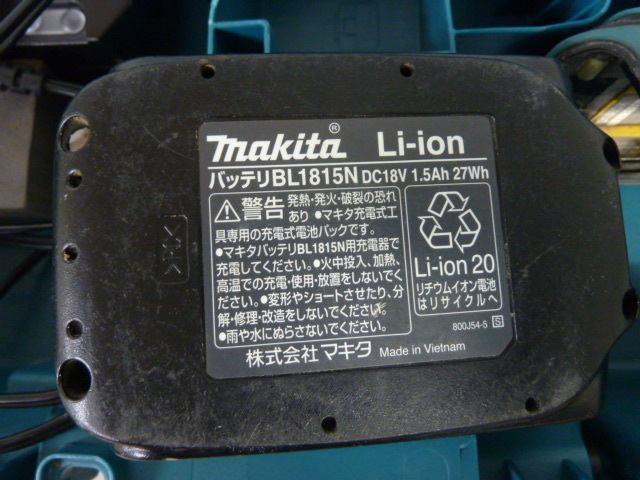 makita® Li-ion
バッテリBL1815N DC18V 1.5Ah 27Wh
⚠警告 発熱・発火・破裂の恐れ
あり ●マキタ充電式工
具専用の充電式電池パックです。
●マキタバッテリBL1815N用充電器で
充電してください。●火中投入、加熱、
高温での充電・使用・放置をしないでく
ださい。●変形やショートさせたり、分
解・修理・改造をしないでください。
●雨や水にぬらさないでください。
Li-ion 20
リチウムイオン電池
はリサイクルへ
800J54-5 S
株式会社 マキタ Made in Vietnam
>XX<